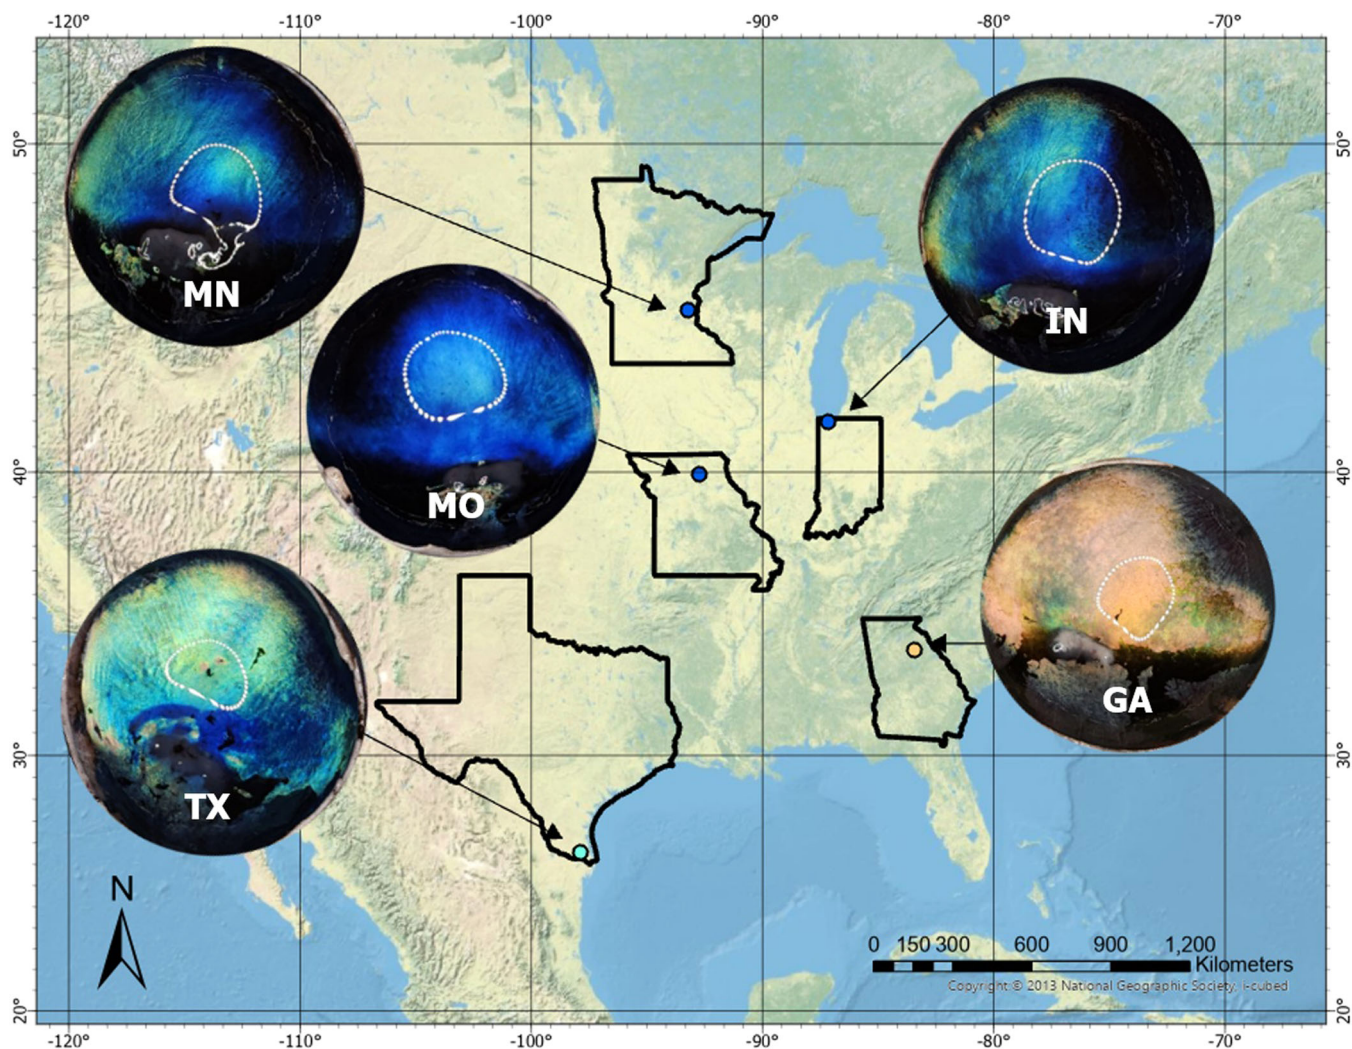 -120° -110° -100° -90° -80° -70°
50° 50°
MN
IN
MO
40° 40°
GA
TX
30° 30°
N
0 150 300 600 900 1,200
Kilometers
Copyright © 2013 National Geographic Society, i-cubed
20° 20°
-120° -110° -100° -90° -80° -70°